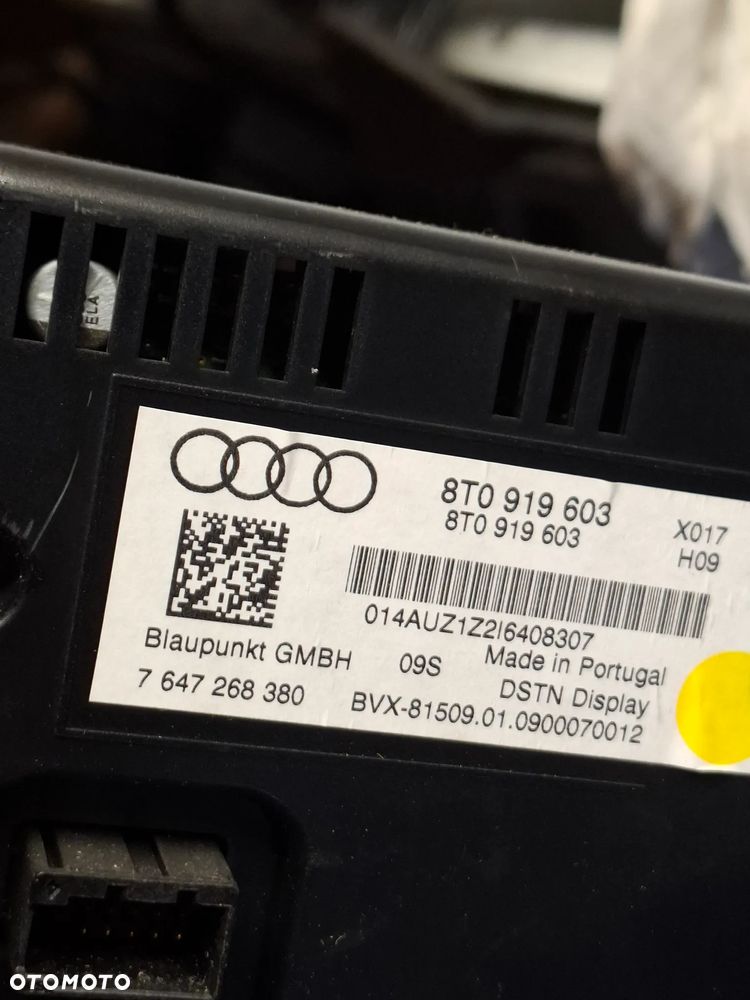 ELA
8T0 919 603
8T0 919 603
X017
H09
014AUZ1Z2I6408307
Blaupunkt GMBH
09S
Made in Portugal
7 647 268 380
DSTN Display
BVX-81509.01.0900070012
OTOMOTO